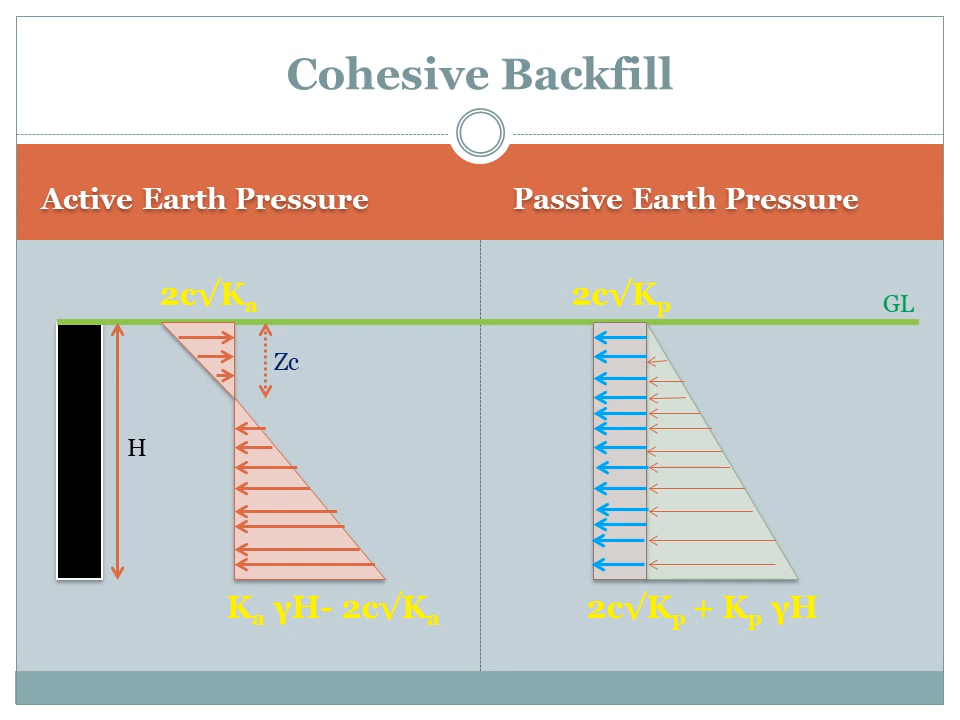 Cohesive Backfill
Active Earth Pressure
Passive Earth Pressure
2c√Kₐ
2c√Kₚ
GL
Zc
H
Kₐ γH- 2c√Kₐ
2c√Kₚ + Kₚ γH